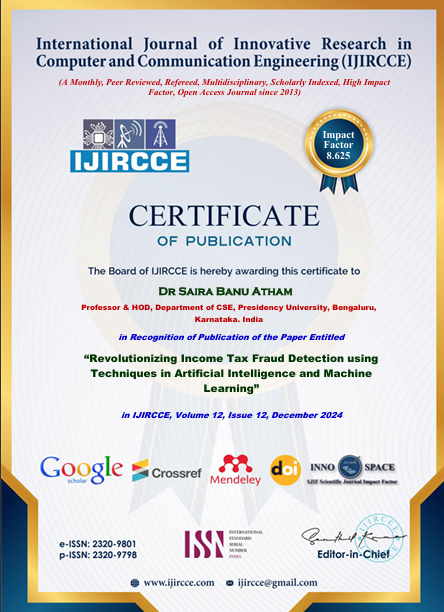 International Journal of Innovative Research in
Computer and Communication Engineering (IJIRCCE)
(A Monthly, Peer Reviewed, Refereed, Multidisciplinary, Scholarly Indexed, High Impact
Factor, Open Access Journal since 2013)
IJIRCCE
Impact
Factor
8.625
CERTIFICATE
OF PUBLICATION
The Board of IJIRCCE is hereby awarding this certificate to
DR SAIRA BANU ATHAM
Professor & HOD, Department of CSE, Presidency University, Bengaluru,
Karnataka. India
in Recognition of Publication of the Paper Entitled
“Revolutionizing Income Tax Fraud Detection using
Techniques in Artificial Intelligence and Machine
Learning”
in IJIRCCE, Volume 12, Issue 12, December 2024
Google
scholar
Crossref
Mendeley
doi
INNO SPACE
SJIF Scientific Journal Impact Factor
e-ISSN: 2320-9801
p-ISSN: 2320-9798
ISSN
INTERNATIONAL
STANDARD
SERIAL
NUMBER
INDIA
IJIRCCE
Editor-in-Chief
www.ijircce.com
ijircce@gmail.com